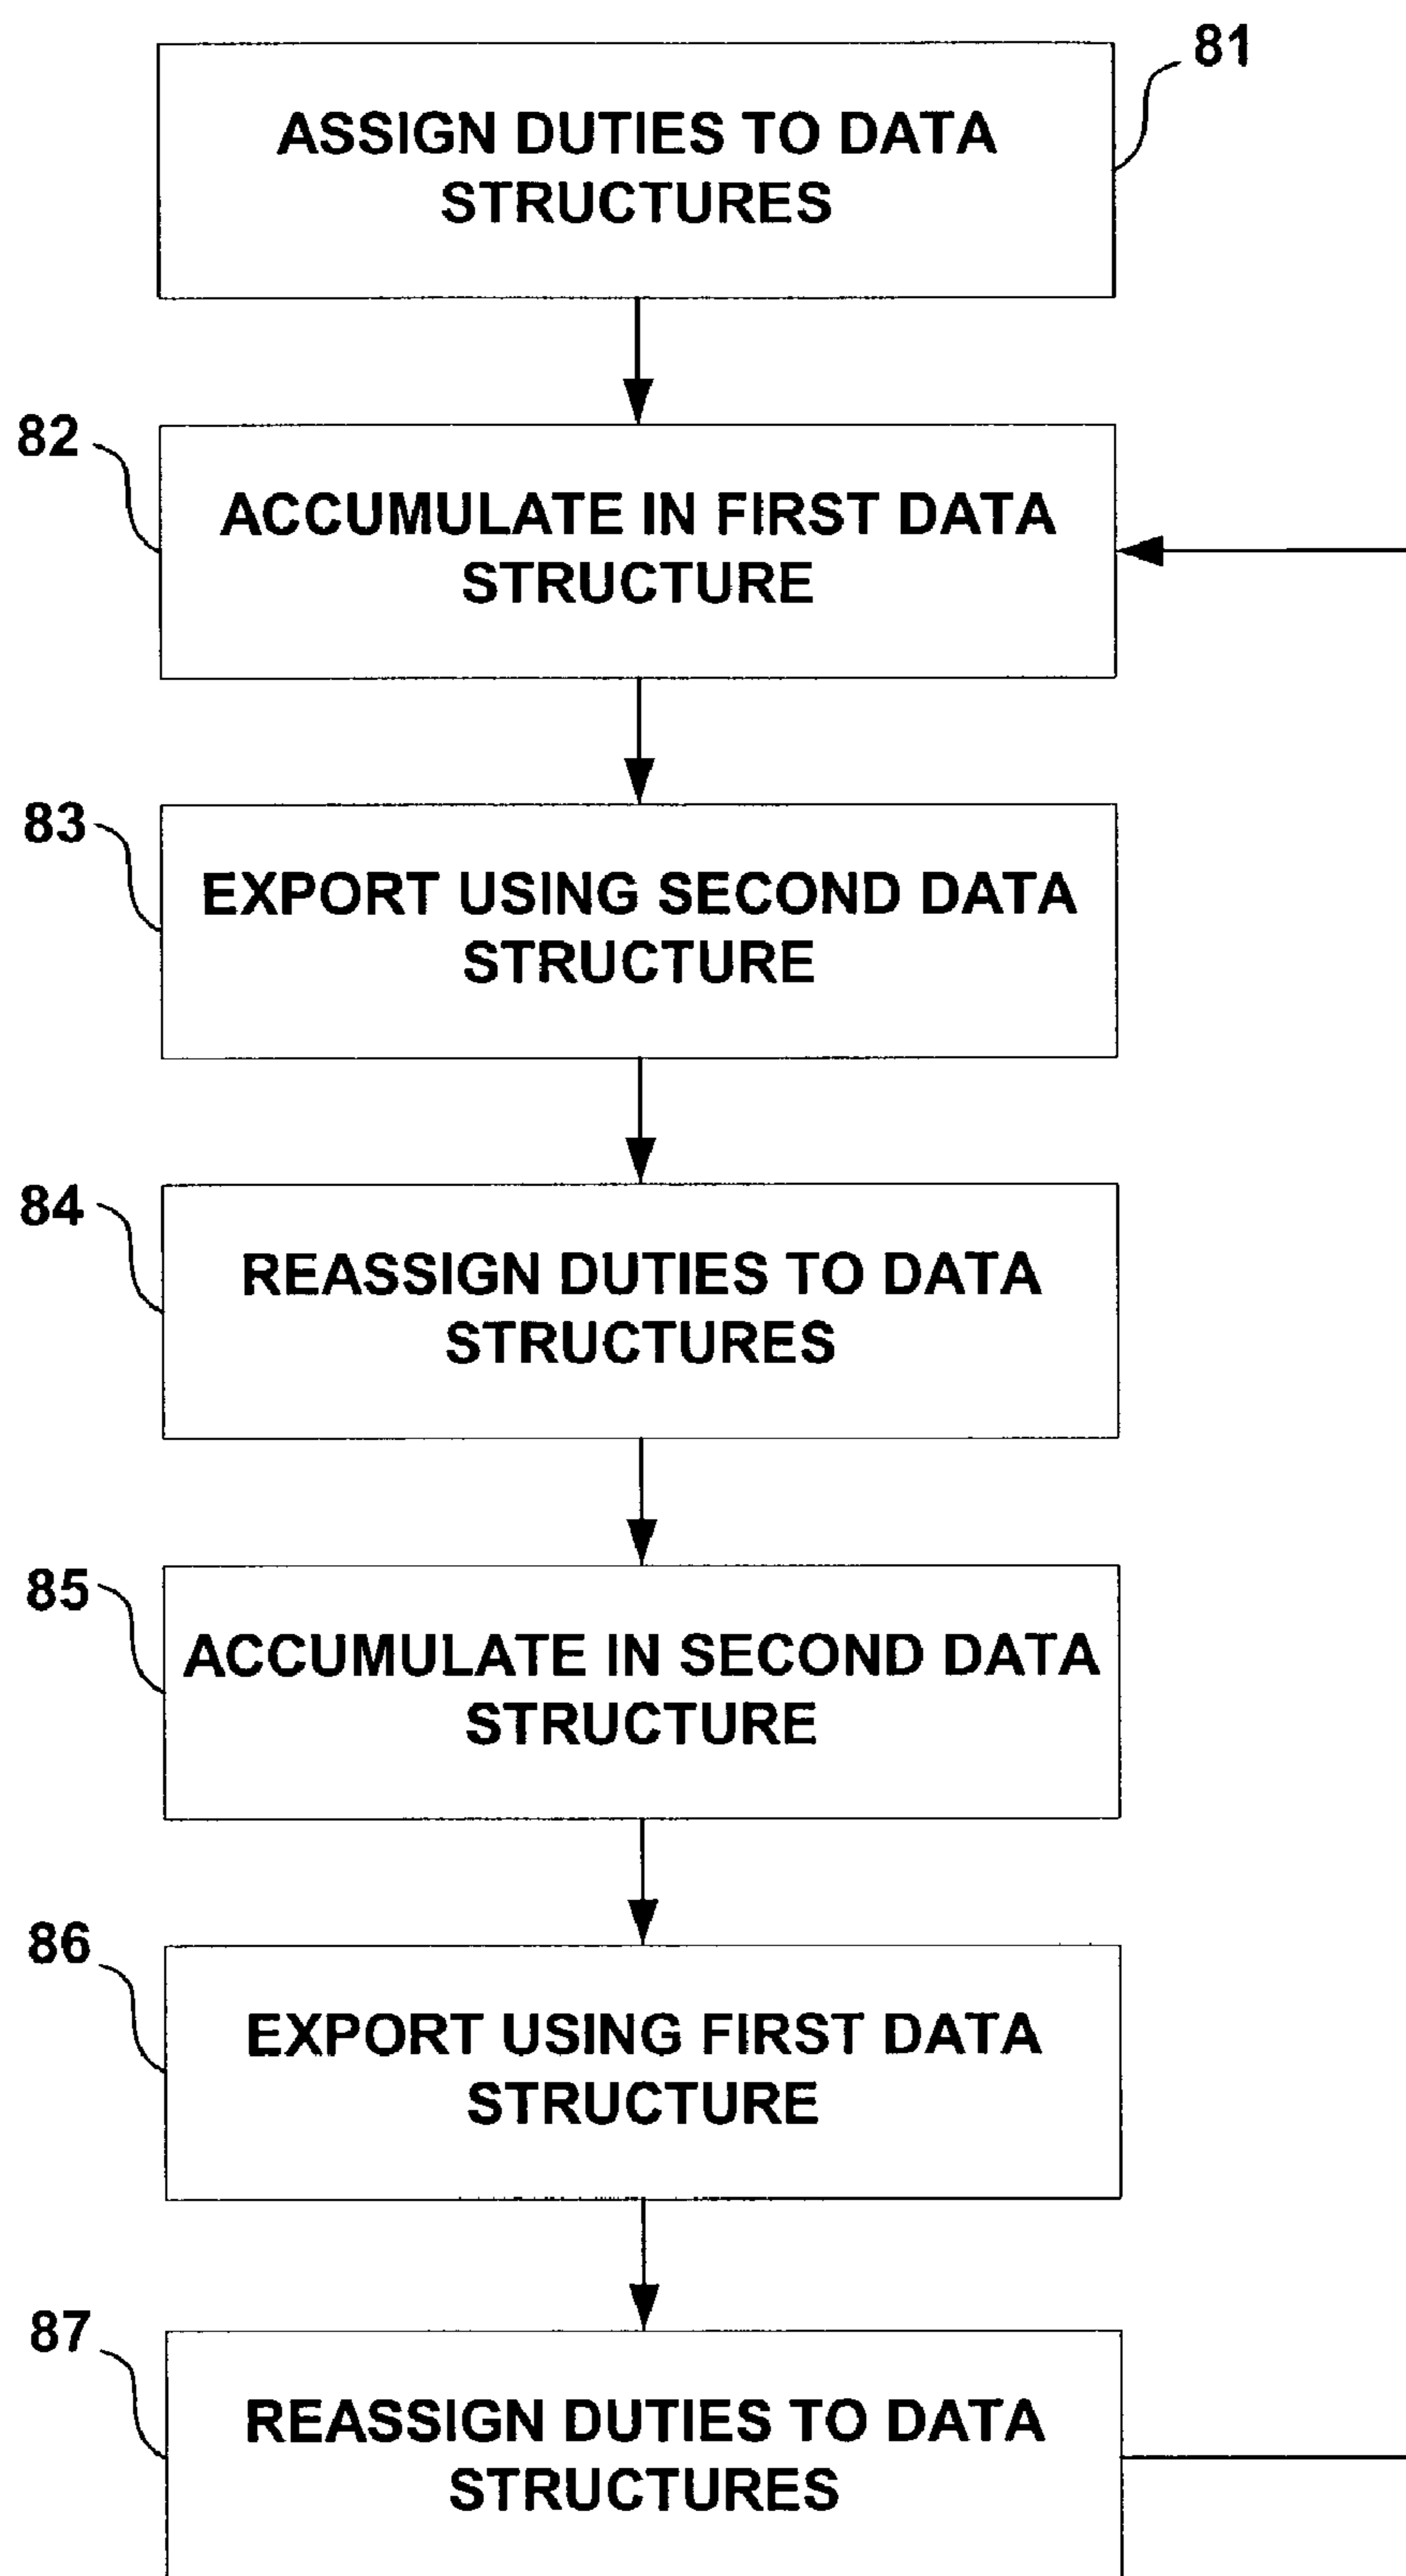 81
ASSIGN DUTIES TO DATA
STRUCTURES
82
ACCUMULATE IN FIRST DATA
STRUCTURE
83
EXPORT USING SECOND DATA
STRUCTURE
84
REASSIGN DUTIES TO DATA
STRUCTURES
85
ACCUMULATE IN SECOND DATA
STRUCTURE
86
EXPORT USING FIRST DATA
STRUCTURE
87
REASSIGN DUTIES TO DATA
STRUCTURES